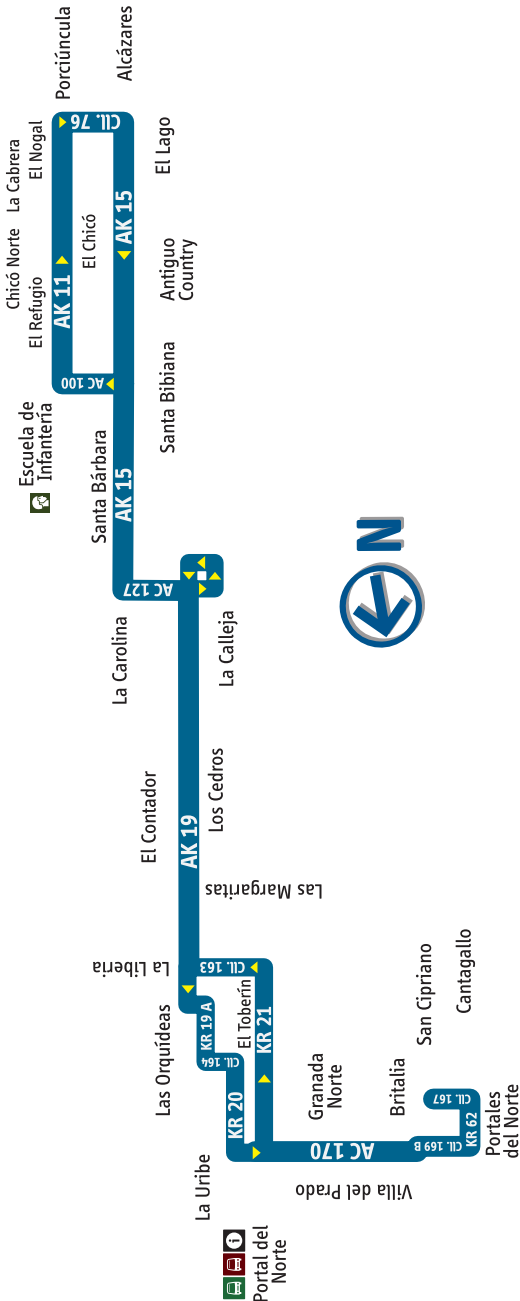 Porciúncula
Alcázares
Cll. 76
La Cabrera
El Nogal
El Lago
AK 15
El Chicó
Chicó Norte
El Refugio
AK 11
Antiguo
Country
AC 100
Santa Bibiana
Escuela de
Infantería
Santa Bárbara
AK 15
N
AC 127
La Carolina
La Calleja
El Contador
Los Cedros
AK 19
Las Margaritas
La Liberia
Cll. 163
San Cipriano
Cantagallo
El Toberín
KR 19 A
Las Orquídeas
Cll. 164
KR 21
Granada
Norte
Britalia
KR 20
Cll. 167
KR 62
Cll. 169 B
AC 170
Portales
del Norte
La Uribe
Villa del Prado
i
Portal del
Norte